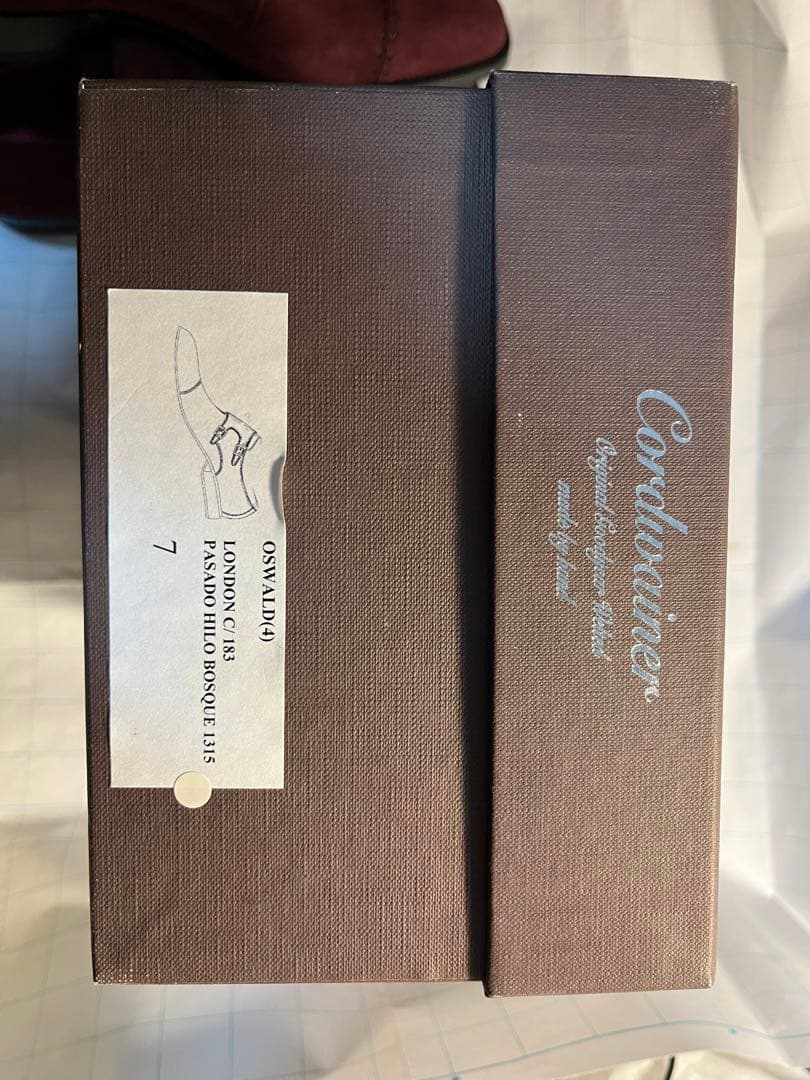 Cordwainer
Original Goodyear Welted
made by hand
OSWALD(4)
LONDON C/ 183
PASADO HILO BOSQUE 1315
7